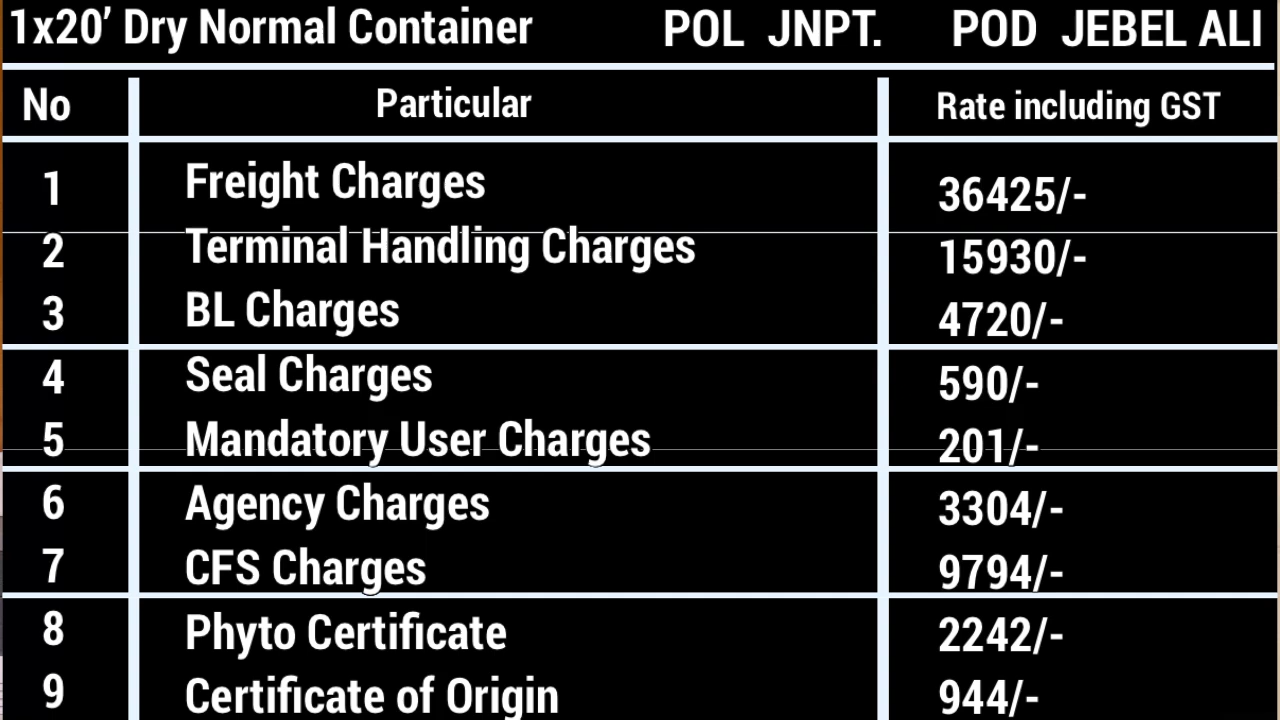 1x20’ Dry Normal Container POL JNPT. POD JEBEL ALI
No Particular Rate including GST
1 Freight Charges 36425/-
2 Terminal Handling Charges 15930/-
3 BL Charges 4720/-
4 Seal Charges 590/-
5 Mandatory User Charges 201/-
6 Agency Charges 3304/-
7 CFS Charges 9794/-
8 Phyto Certificate 2242/-
9 Certificate of Origin 944/-